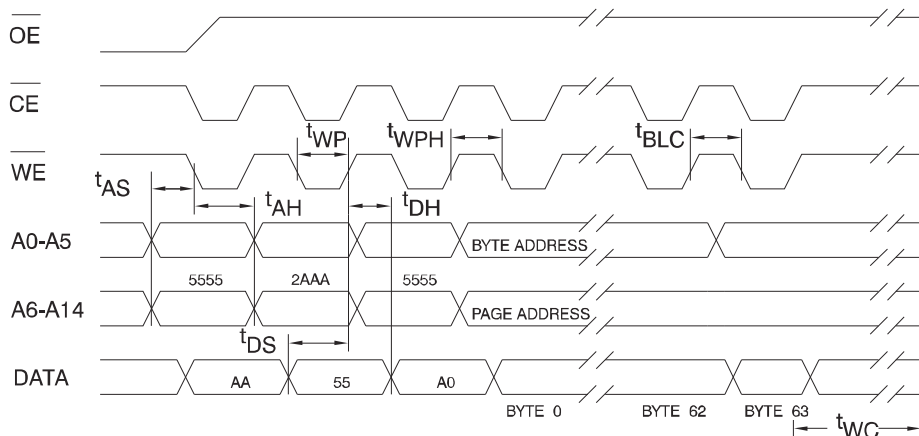 OE
CE
tWP
tWPH
tBLC
WE
tAS
tAH
tDH
A0-A5
BYTE ADDRESS
5555
2AAA
5555
A6-A14
PAGE ADDRESS
tDS
DATA
AA
55
A0
BYTE 0
BYTE 62
BYTE 63
tWC